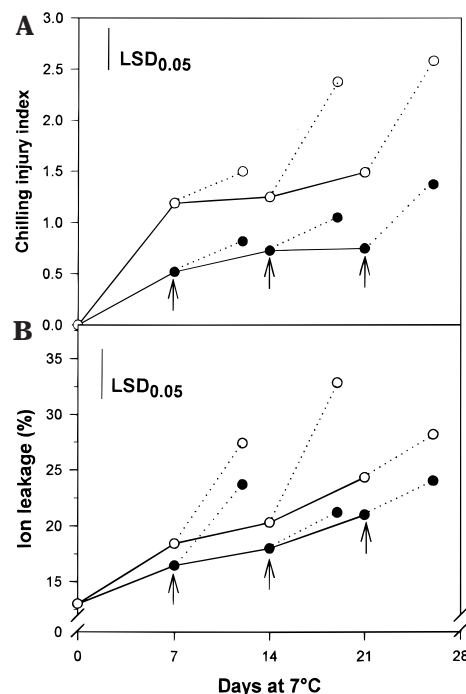 A
LSD0.05
Chilling injury index
3.0
2.5
2.0
1.5
1.0
0.5
0.0
B
LSD0.05
Ion leakage (%)
35
30
25
20
15
0
0 7 14 21 28
Days at 7°C